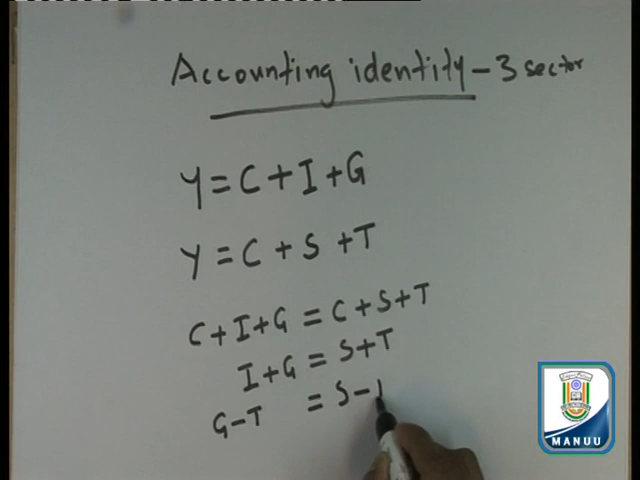 Accounting identity - 3 sector
Y = C + I + G
Y = C + S + T
C + I + G = C + S + T
I + G = S + T
G - T = S -
MANUU